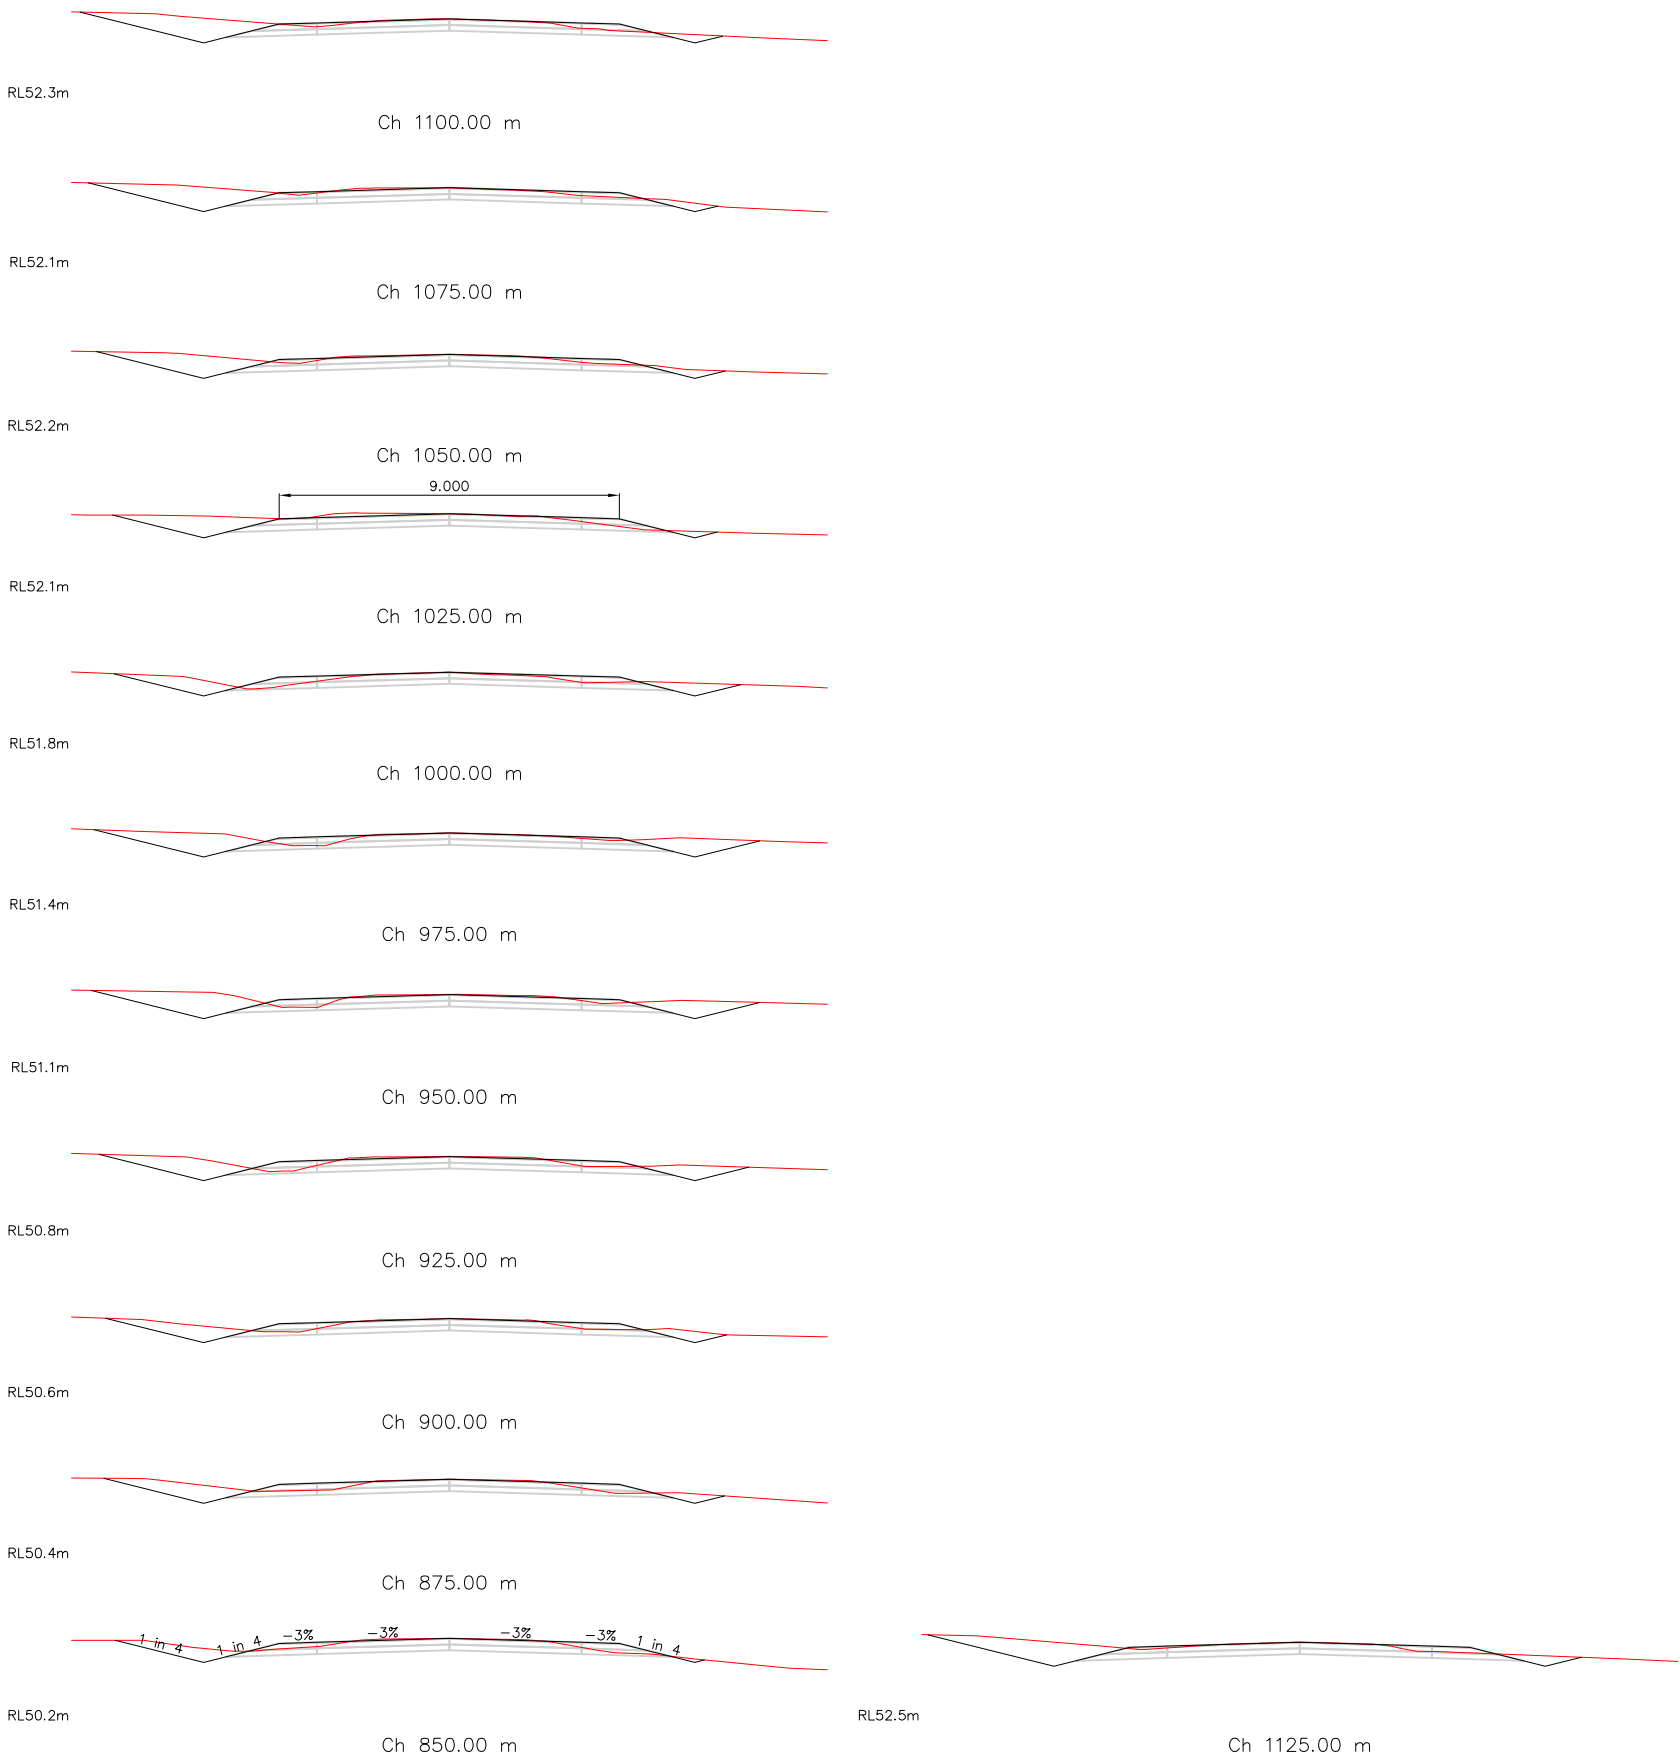 RL52.3m
Ch 1100.00 m
RL52.1m
Ch 1075.00 m
RL52.2m
Ch 1050.00 m
9.000
RL52.1m
Ch 1025.00 m
RL51.8m
Ch 1000.00 m
RL51.4m
Ch 975.00 m
RL51.1m
Ch 950.00 m
RL50.8m
Ch 925.00 m
RL50.6m
Ch 900.00 m
RL50.4m
Ch 875.00 m
1 in 4 1 in 4 -3% -3% -3% -3% 1 in 4
RL50.2m
Ch 850.00 m
RL52.5m
Ch 1125.00 m